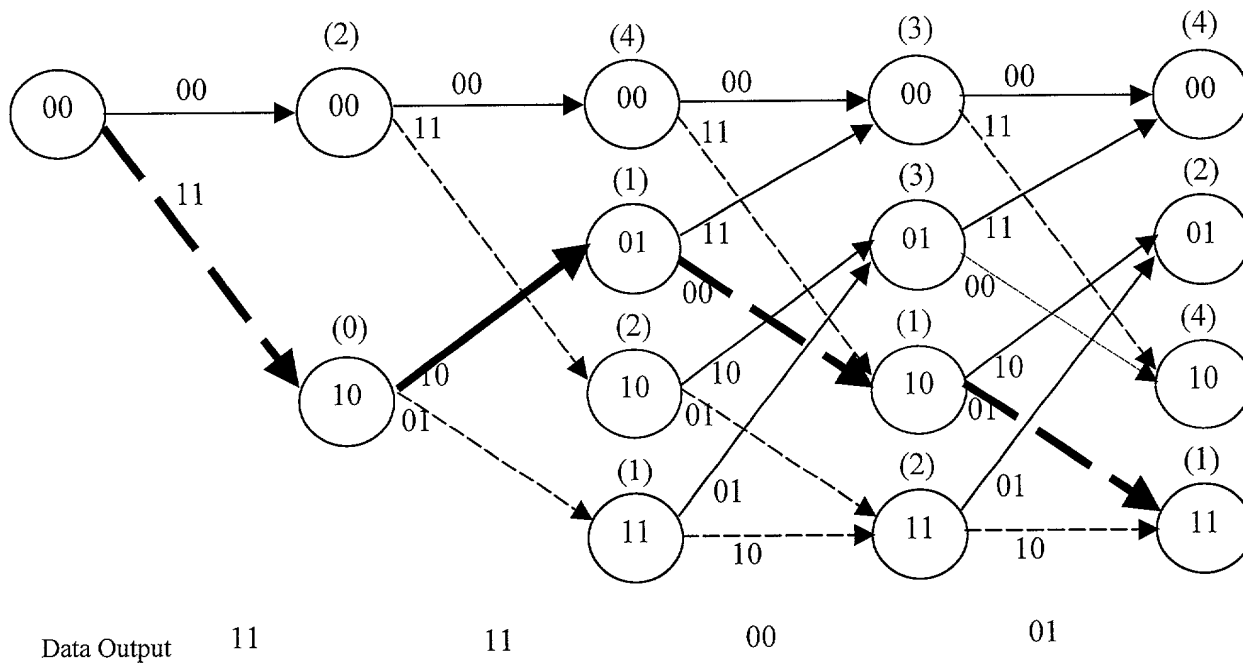 (2) (4) (3) (4)
00 00 00 00 00
00 00 00 00
11 11 11
(1) (3) (2)
11
01 01 01
11 11
00 00
(0) (2) (1) (4)
10 10 10 10
10 10 10
01 01 01
(1) (2) (1)
01 01
11 11 11
10 10
Data Output 11 11 00 01